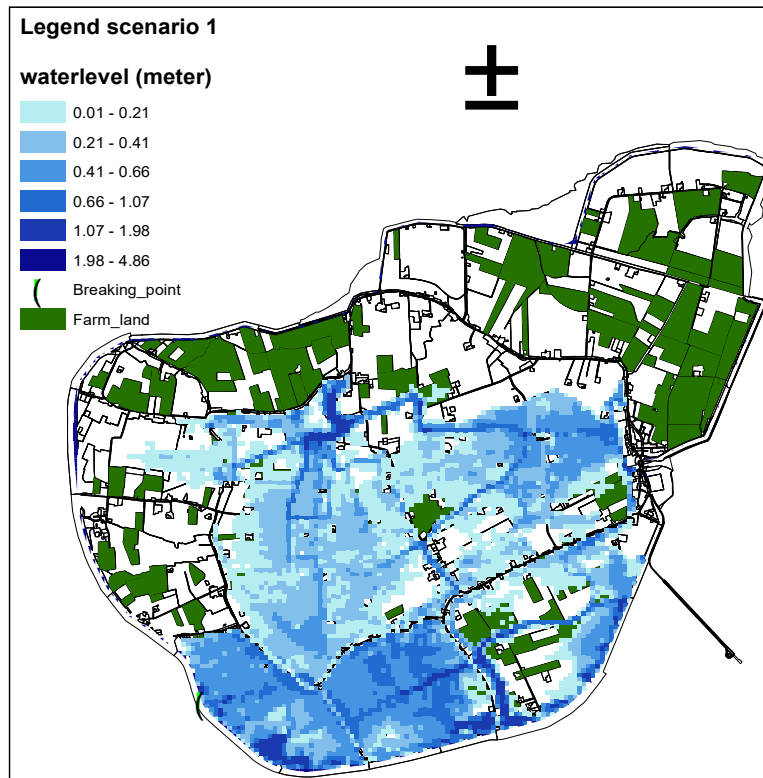 Legend scenario 1
waterlevel (meter)
0.01 - 0.21
0.21 - 0.41
0.41 - 0.66
0.66 - 1.07
1.07 - 1.98
1.98 - 4.86
Breaking_point
Farm_land